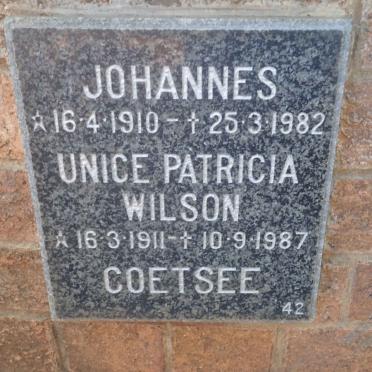 JOHANNES
☆ 16·4·1910 - † 25·3·1982
UNICE PATRICIA
WILSON
☆ 16·3·1911 - † 10·9·1987
COETSEE
42